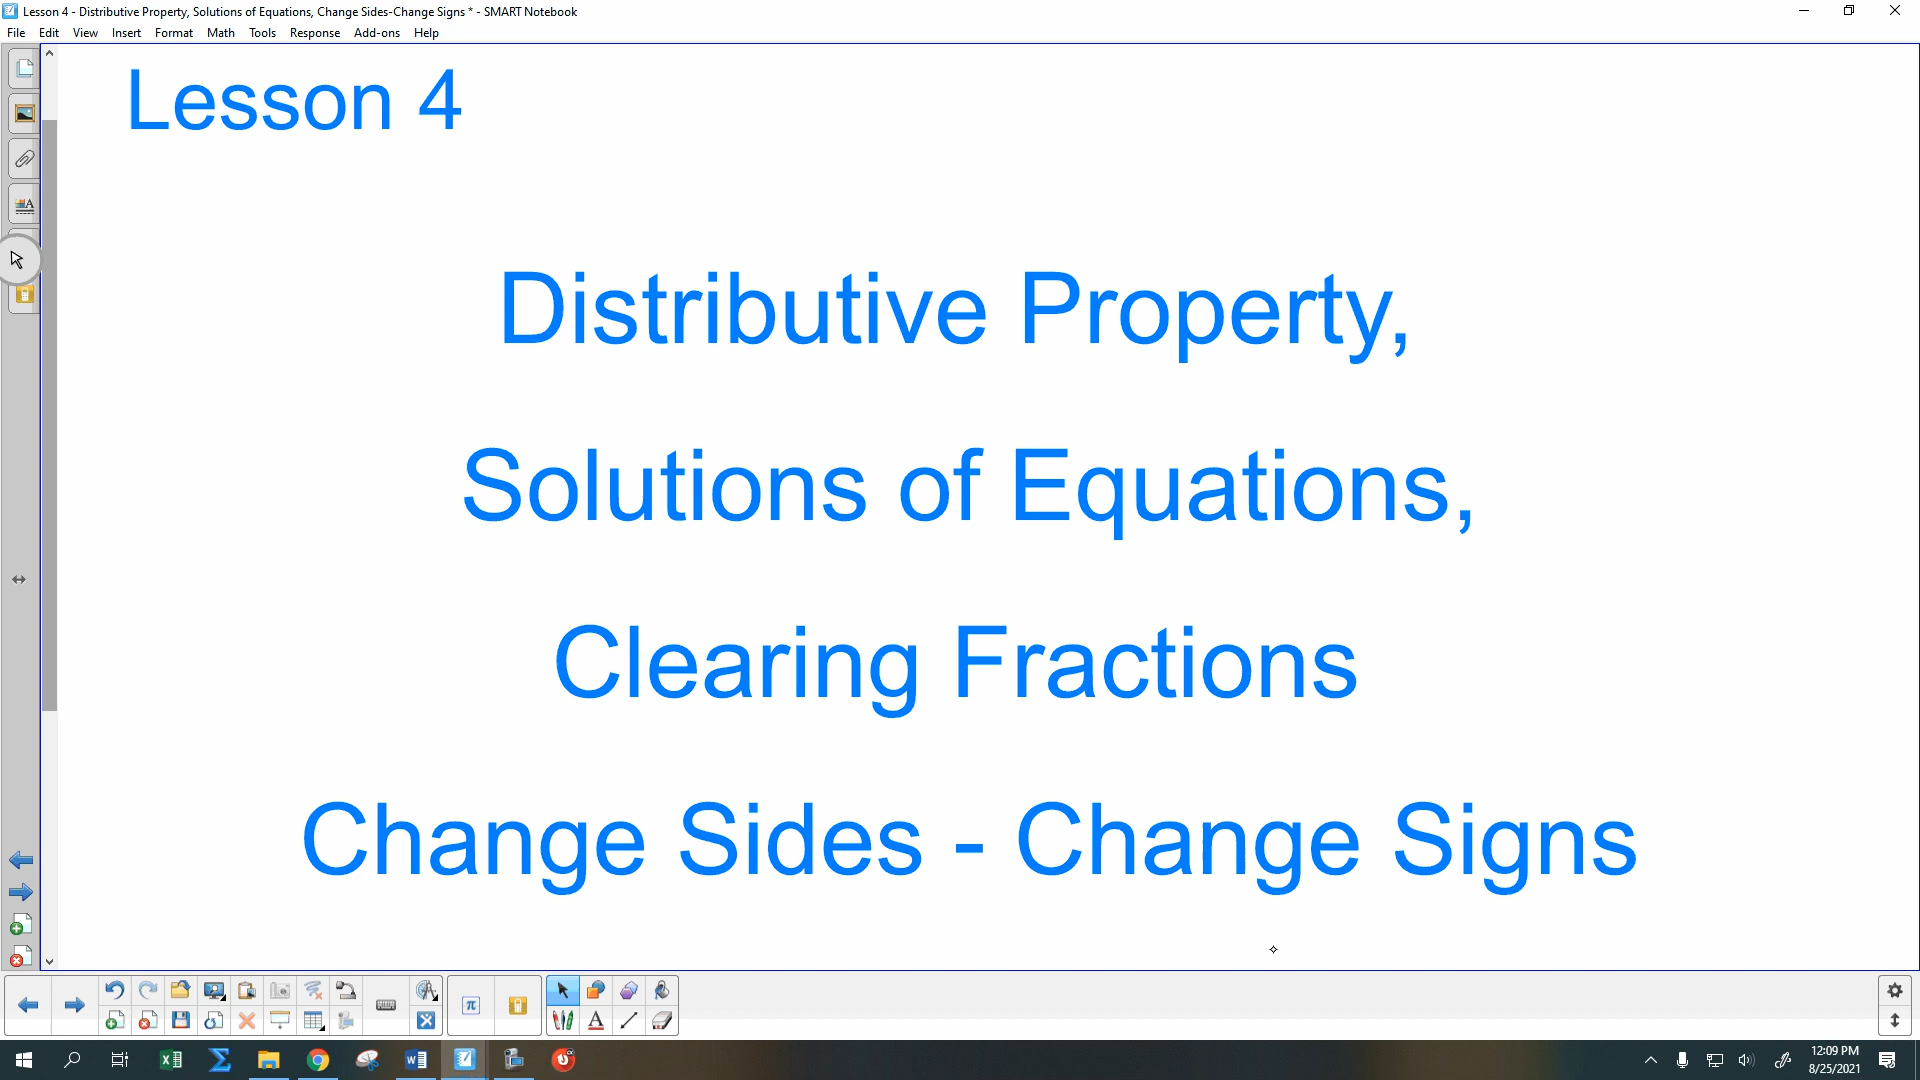 Lesson 4 - Distributive Property, Solutions of Equations, Change Sides-Change Signs * - SMART Notebook
File Edit View Insert Format Math Tools Response Add-ons Help
Lesson 4
Distributive Property,
Solutions of Equations,
Clearing Fractions
Change Sides - Change Signs
12:09 PM
8/25/2021